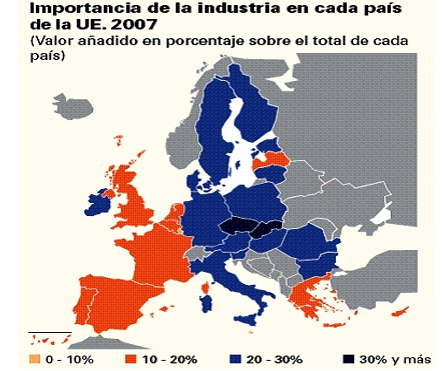 Importancia de la industria en cada país
de la UE. 2007
(Valor añadido en porcentaje sobre el total de cada
país)
0 - 10% 10 - 20% 20 - 30% 30% y más